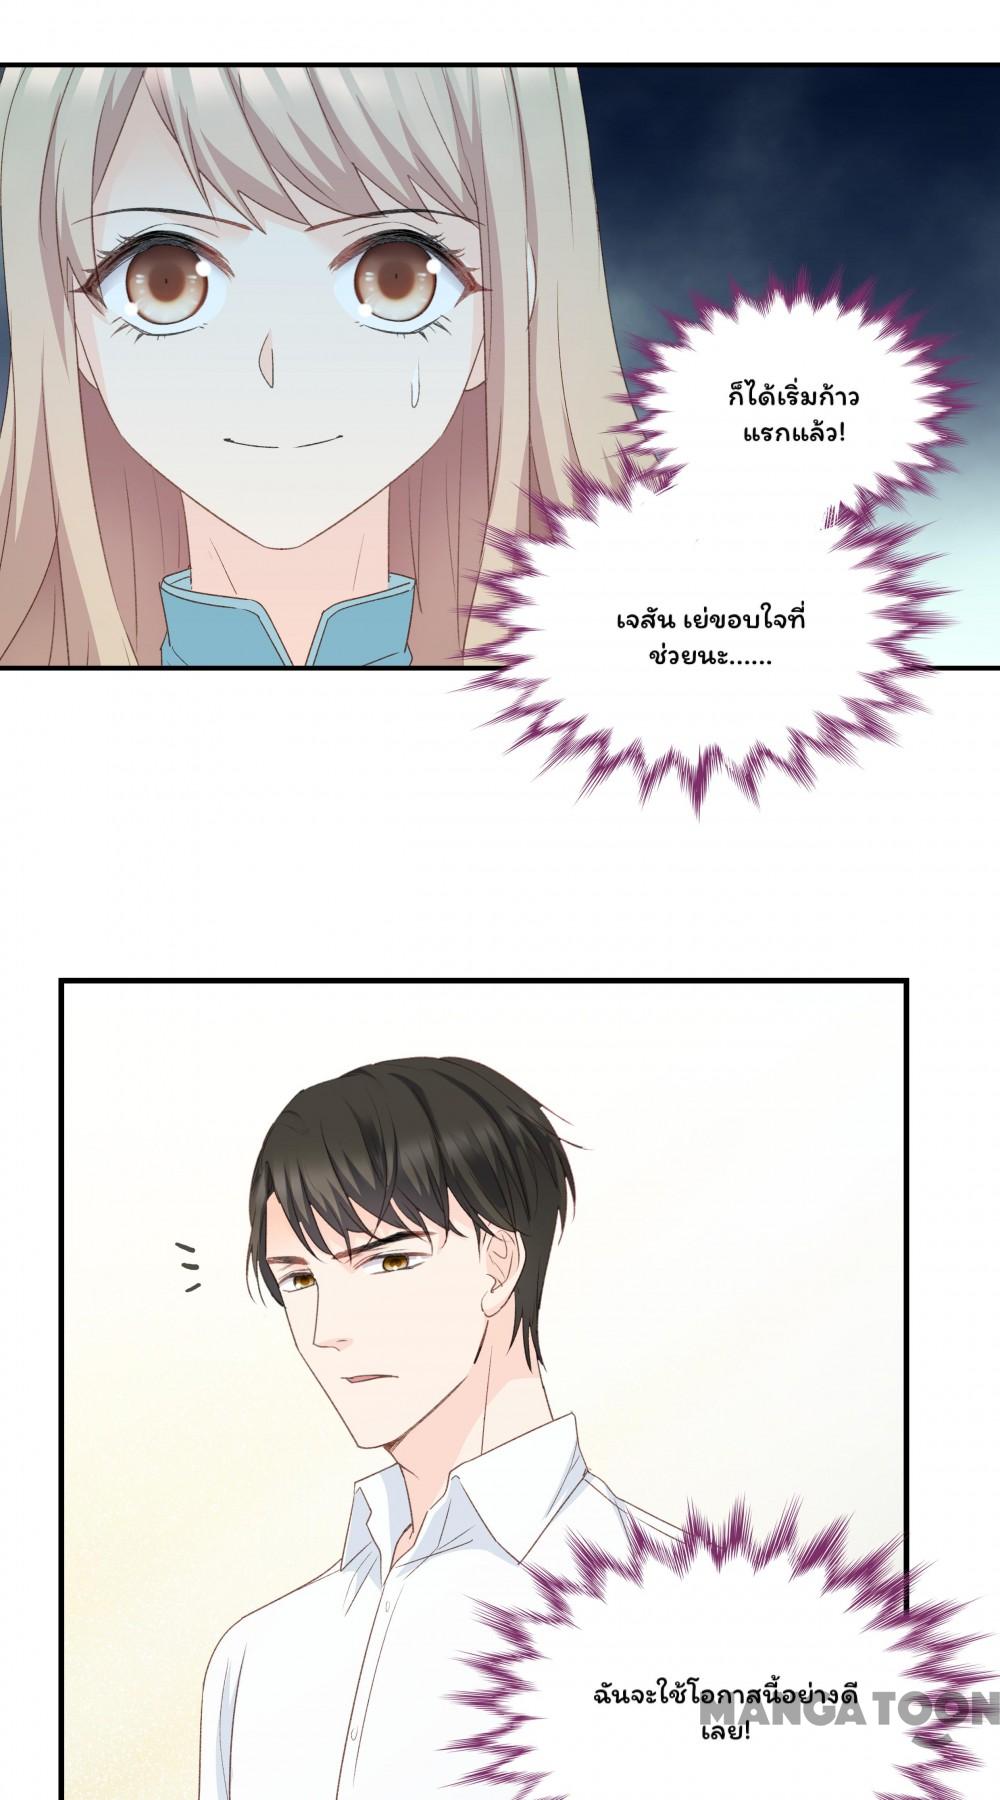 ก็ได้เริ่มก้าว
แรกแล้ว!
เจสัน เย่ขอบใจที่
ช่วยนะ......
ฉันจะใช้โอกาสนี้อย่างดี
เลย!
MANGA TOON